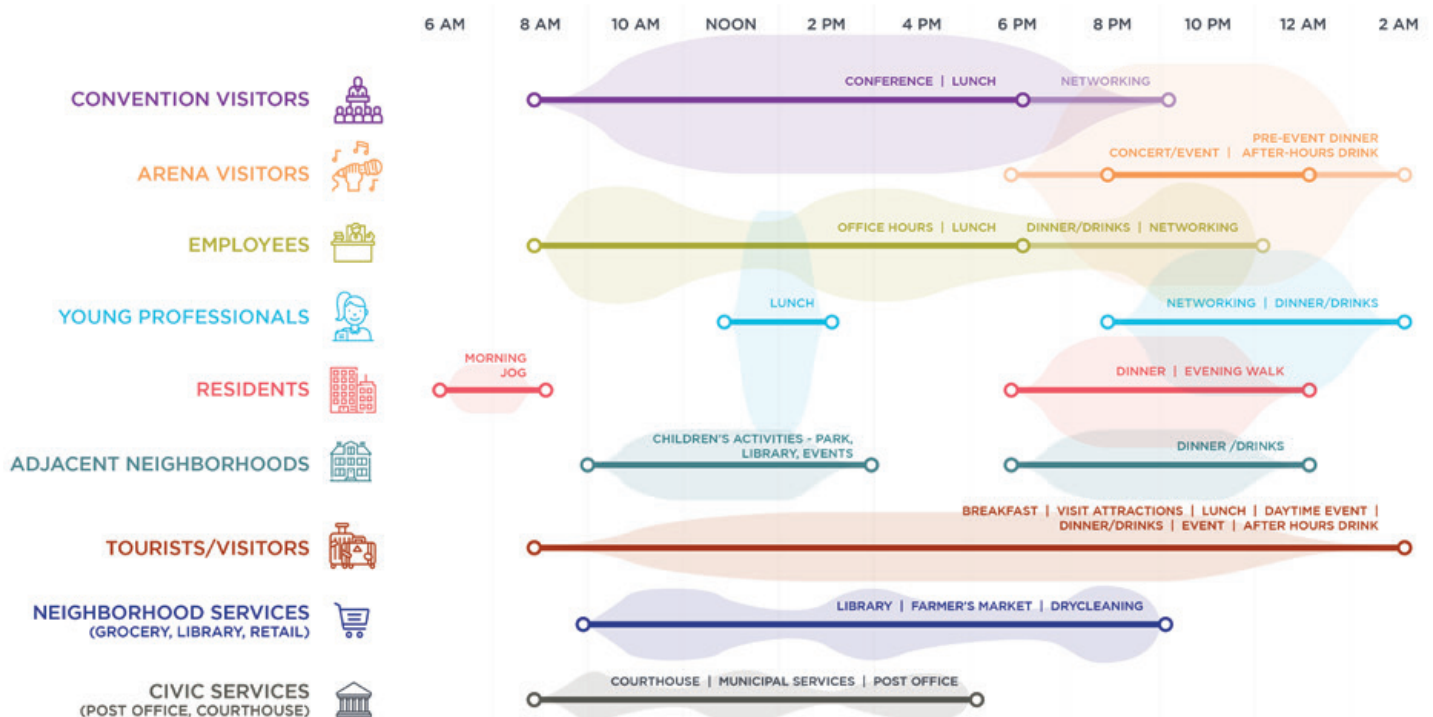 6 AM 8 AM 10 AM NOON 2 PM 4 PM 6 PM 8 PM 10 PM 12 AM 2 AM
CONVENTION VISITORS
CONFERENCE | LUNCH
NETWORKING
ARENA VISITORS
PRE-EVENT DINNER
CONCERT/EVENT | AFTER-HOURS DRINK
EMPLOYEES
OFFICE HOURS | LUNCH
DINNER/DRINKS | NETWORKING
YOUNG PROFESSIONALS
LUNCH
NETWORKING | DINNER/DRINKS
RESIDENTS
MORNING
JOG
DINNER | EVENING WALK
ADJACENT NEIGHBORHOODS
CHILDREN'S ACTIVITIES - PARK,
LIBRARY, EVENTS
DINNER /DRINKS
TOURISTS/VISITORS
BREAKFAST | VISIT ATTRACTIONS | LUNCH | DAYTIME EVENT |
DINNER/DRINKS | EVENT | AFTER HOURS DRINK
NEIGHBORHOOD SERVICES
(GROCERY, LIBRARY, RETAIL)
LIBRARY | FARMER'S MARKET | DRYCLEANING
CIVIC SERVICES
(POST OFFICE, COURTHOUSE)
COURTHOUSE | MUNICIPAL SERVICES | POST OFFICE